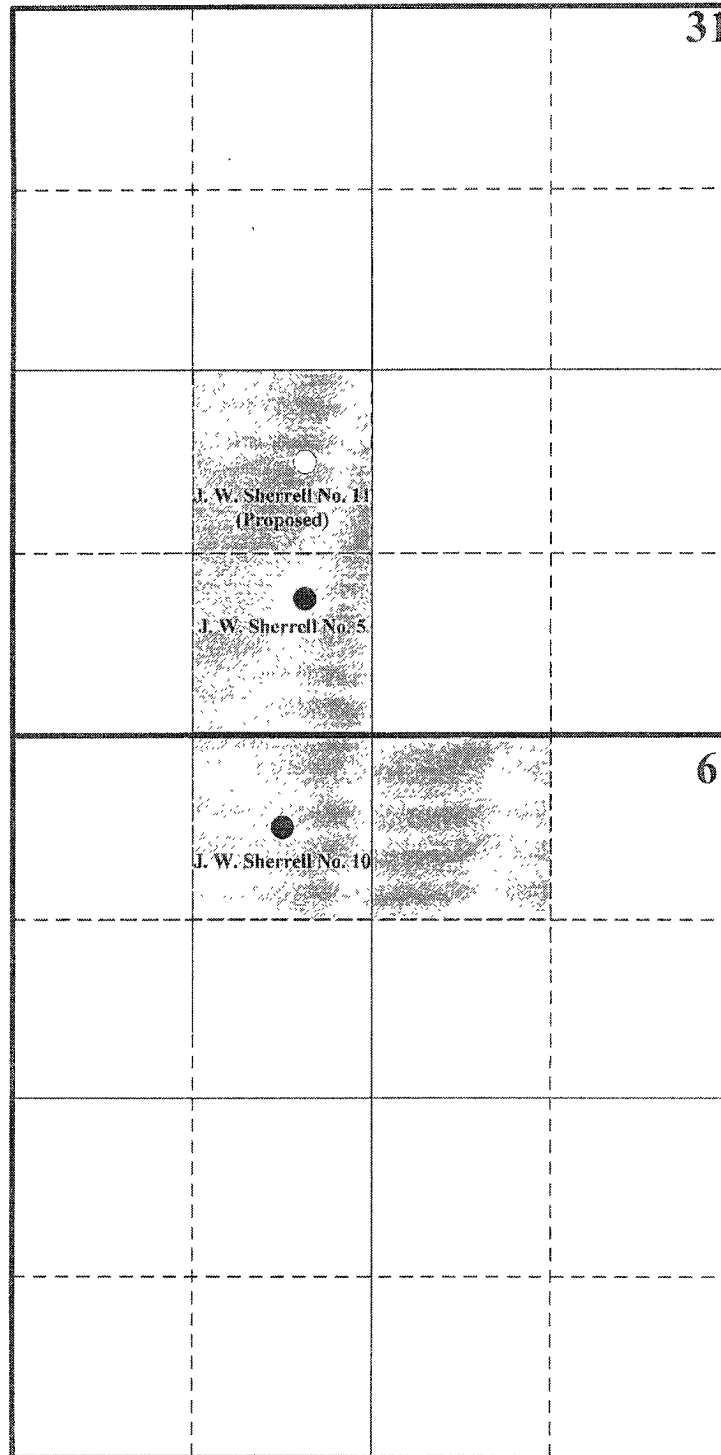 31
J. W. Sherrell No. 11
(Proposed)
J. W. Sherrell No. 5
6
J. W. Sherrell No. 10